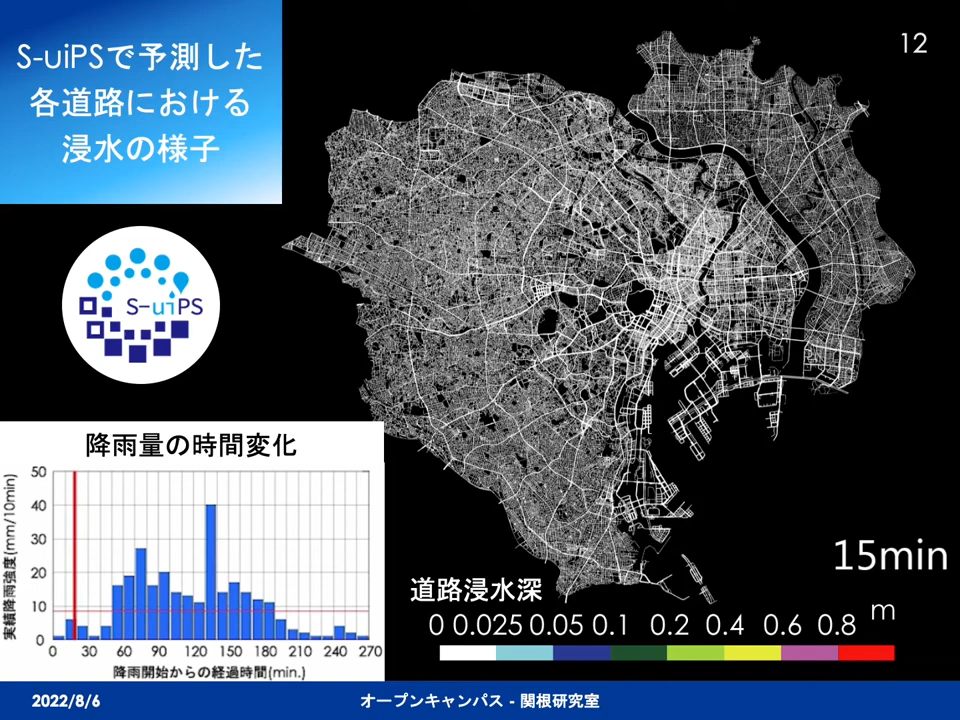 S-uiPSで予測した
各道路における
浸水の様子
12
S-uiPS
降雨量の時間変化
実績降雨強度(mm/10min)
50
40
30
20
10
0
0 30 60 90 120 150 180 210 240 270
降雨開始からの経過時間(min.)
15min
道路浸水深
0 0.025 0.05 0.1 0.2 0.4 0.6 0.8 m
2022/8/6
オープンキャンパス - 関根研究室